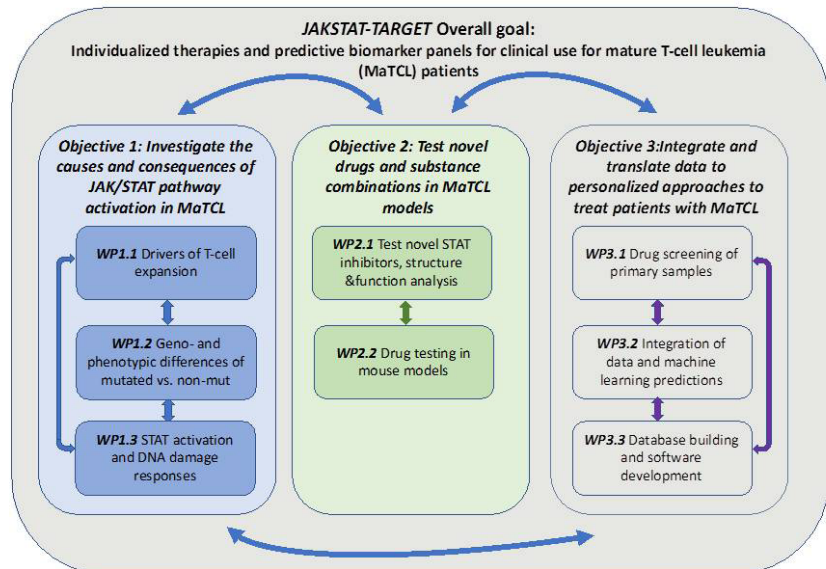 JAKSTAT-TARGET Overall goal:
Individualized therapies and predictive biomarker panels for clinical use for mature T-cell leukemia
(MaTCL) patients
Objective 1: Investigate the
causes and consequences of
JAK/STAT pathway
activation in MaTCL
WP1.1 Drivers of T-cell
expansion
WP1.2 Geno- and
phenotypic differences of
mutated vs. non-mut
WP1.3 STAT activation
and DNA damage
responses
Objective 2: Test novel
drugs and substance
combinations in MaTCL
models
WP2.1 Test novel STAT
inhibitors, structure
&function analysis
WP2.2 Drug testing in
mouse models
Objective 3:Integrate and
translate data to
personalized approaches to
treat patients with MaTCL
WP3.1 Drug screening of
primary samples
WP3.2 Integration of
data and machine
learning predictions
WP3.3 Database building
and software
development